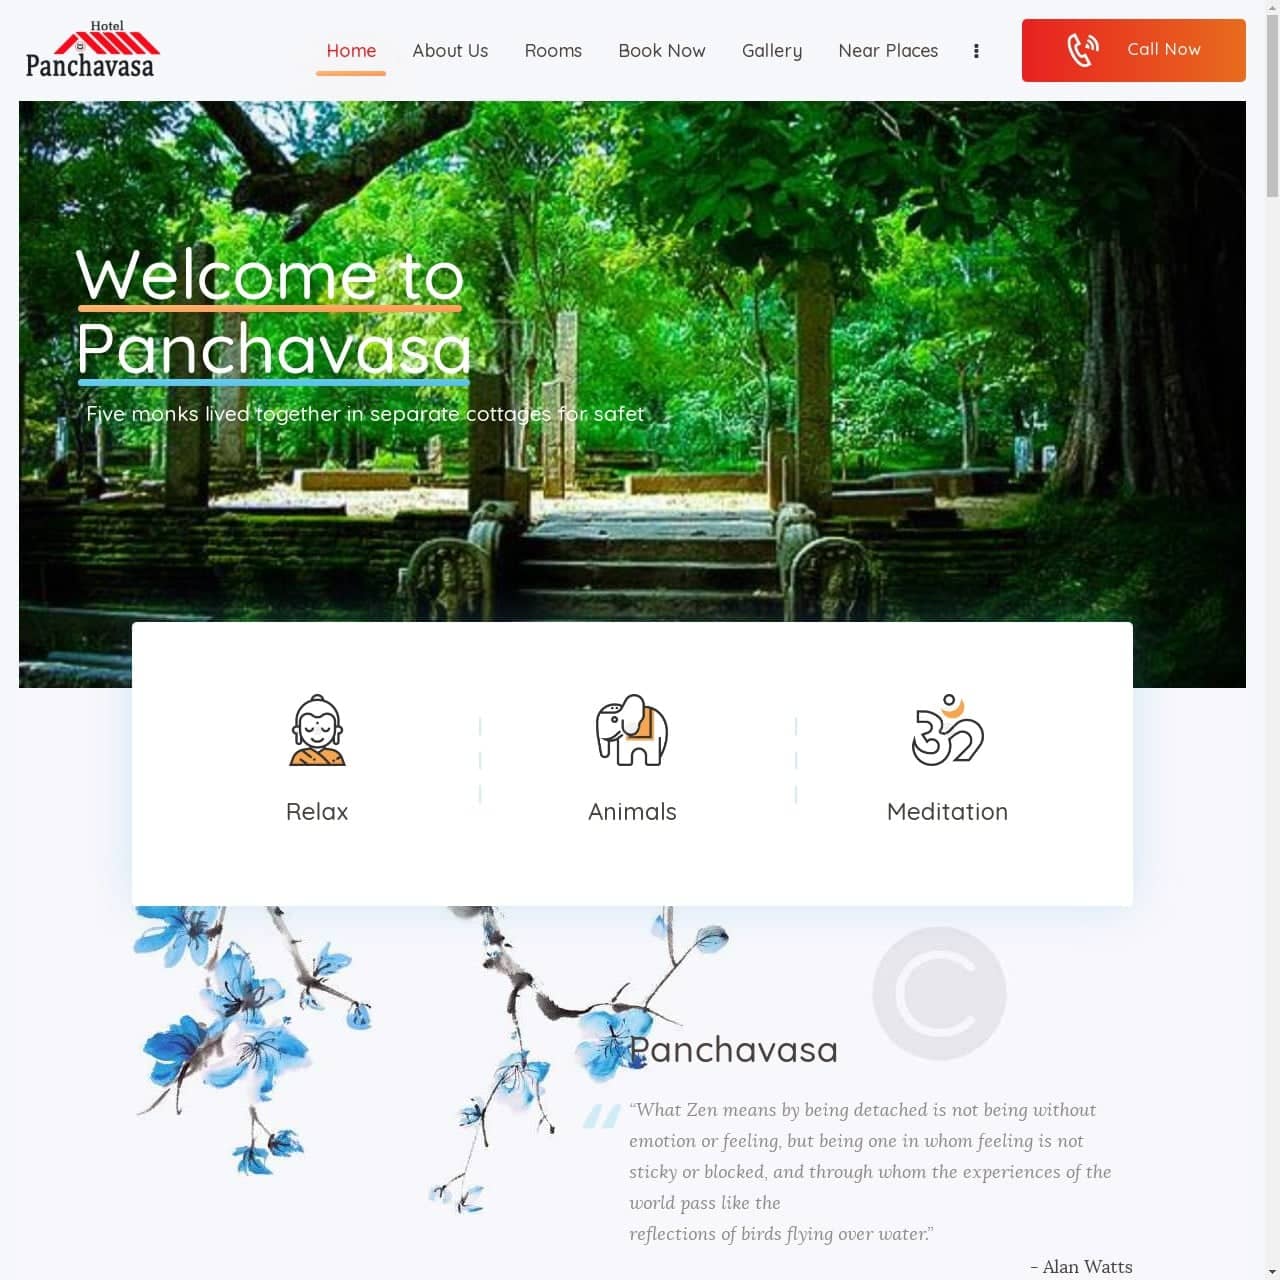 Hotel
Panchavasa
Home
About Us
Rooms
Book Now
Gallery
Near Places
Call Now
Welcome to
Panchavasa
Five monks lived together in separate cottages for safet
Relax
Animals
Meditation
Panchavasa
“What Zen means by being detached is not being without
emotion or feeling, but being one in whom feeling is not
sticky or blocked, and through whom the experiences of the
world pass like the
reflections of birds flying over water.”
- Alan Watts